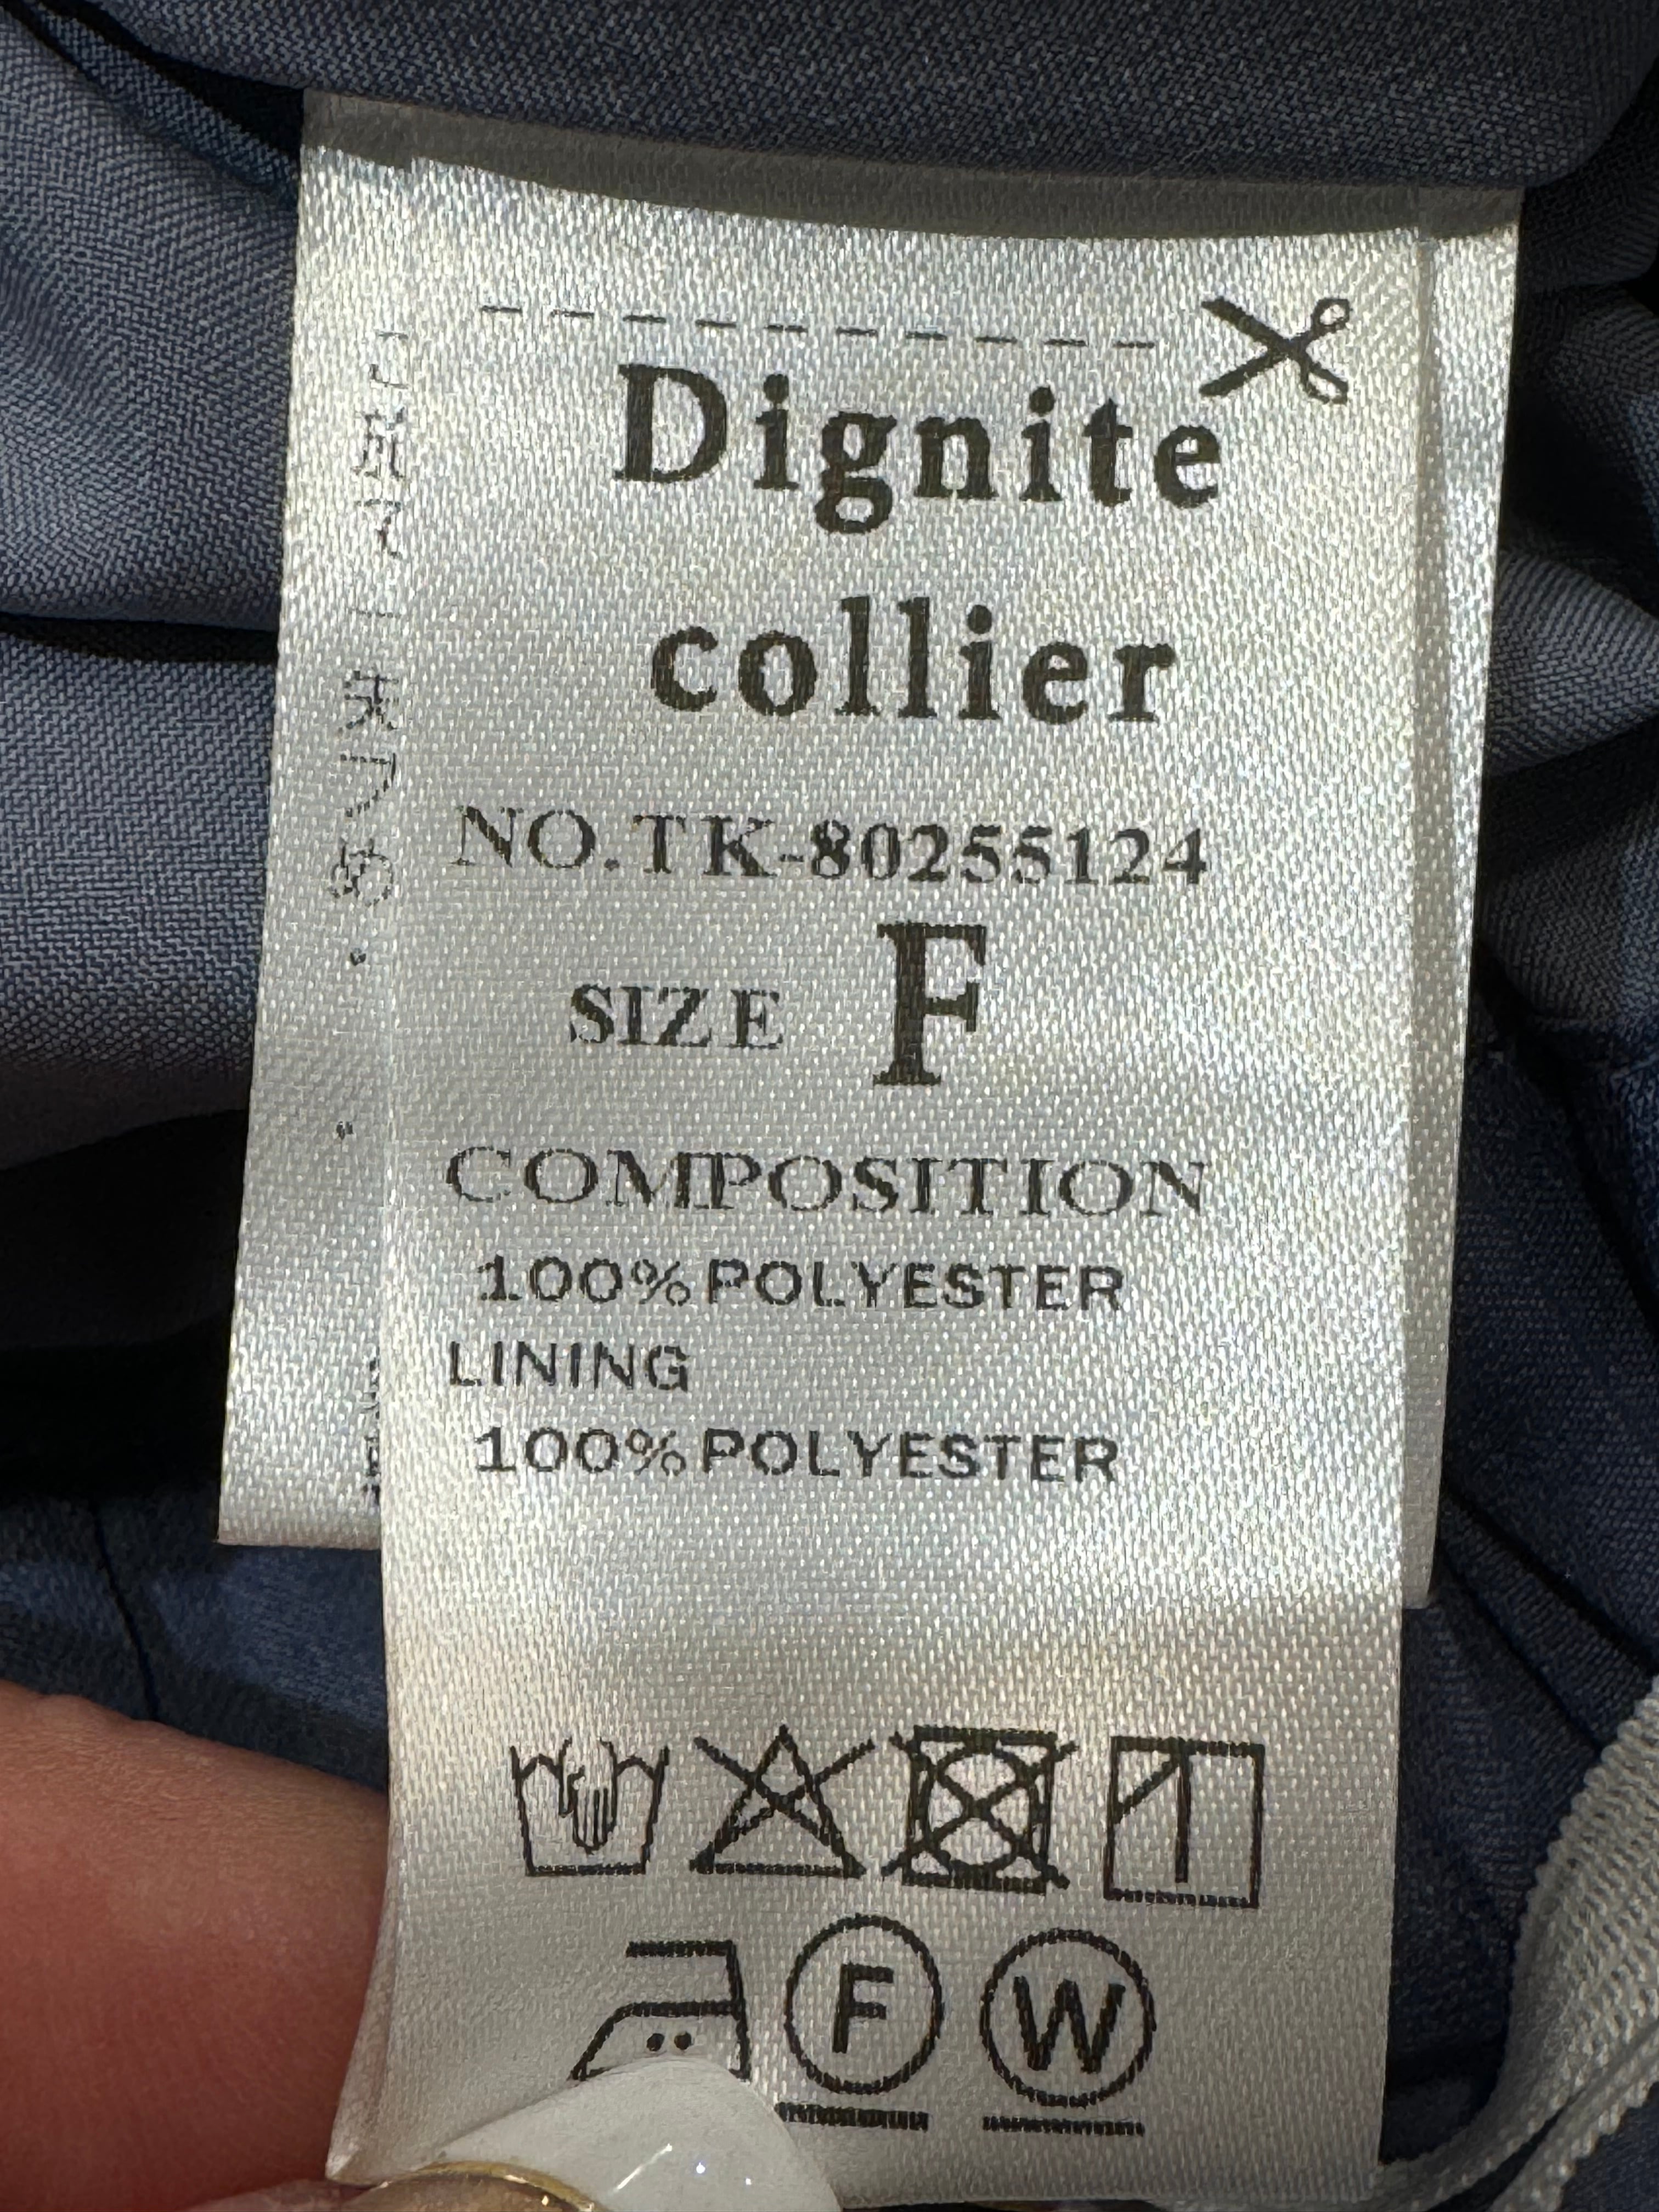 Dignite
collier
NO.TK-80255124
SIZE F
COMPOSITION
100%POLYESTER
LINING
100%POLYESTER
F
W